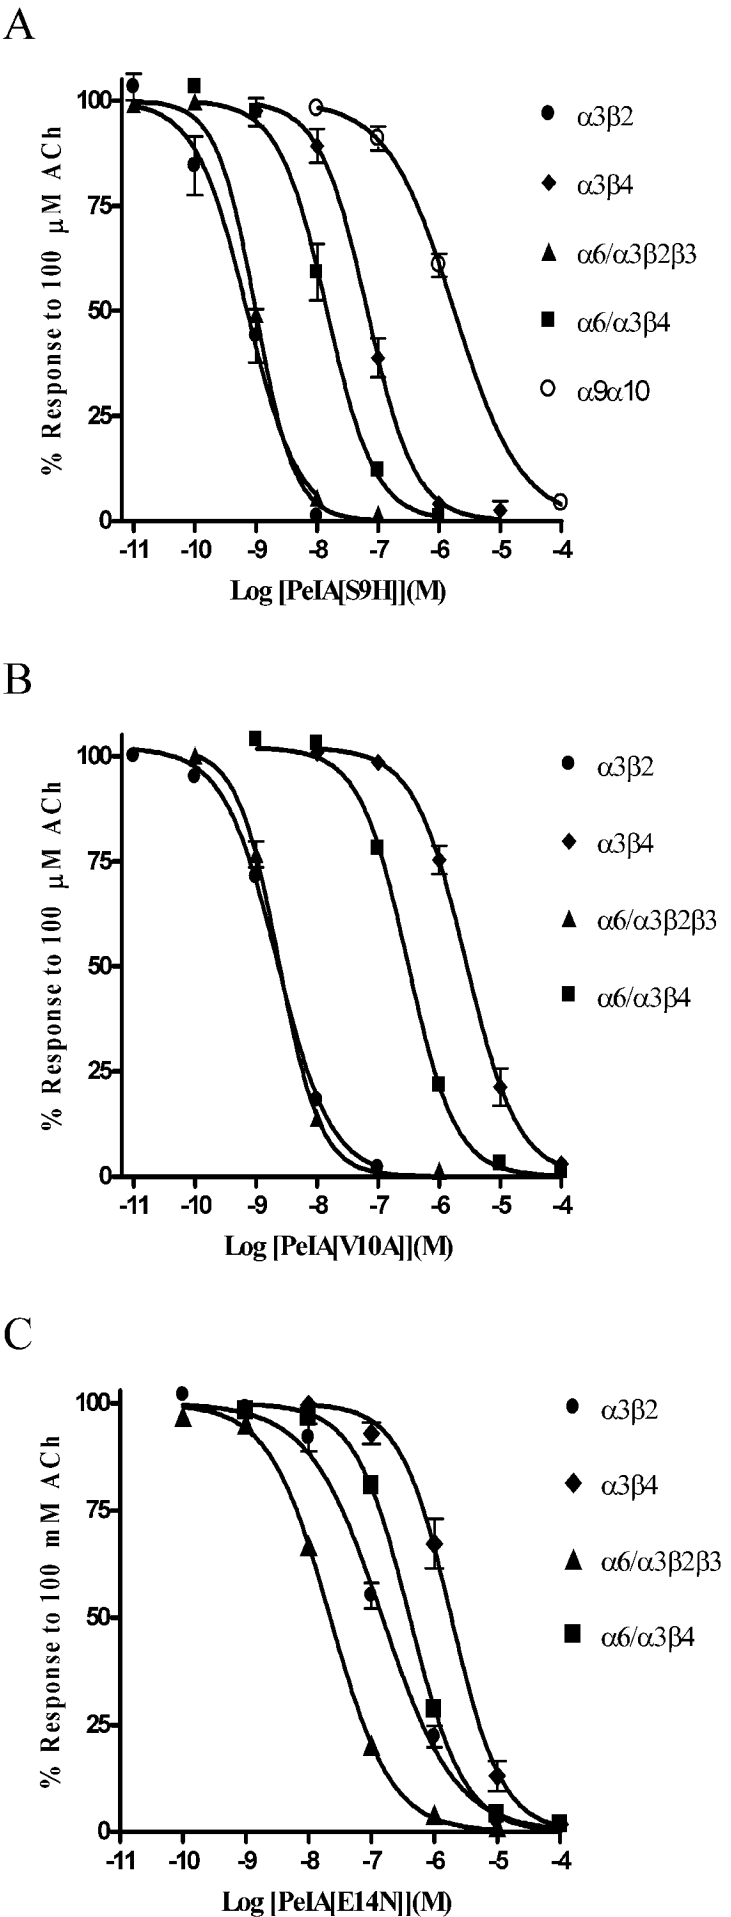 A
% Response to 100 μM ACh
100
75
50
25
0
-11 -10 -9 -8 -7 -6 -5 -4
Log [PeIA[S9H]](M)
α3β2
α3β4
α6/α3β2β3
α6/α3β4
α9α10
B
% Response to 100 μM ACh
100
75
50
25
0
-11 -10 -9 -8 -7 -6 -5 -4
Log [PeIA[V10A]](M)
α3β2
α3β4
α6/α3β2β3
α6/α3β4
C
% Response to 100 mM ACh
100
75
50
25
0
-11 -10 -9 -8 -7 -6 -5 -4
Log [PeIA[E14N]](M)
α3β2
α3β4
α6/α3β2β3
α6/α3β4